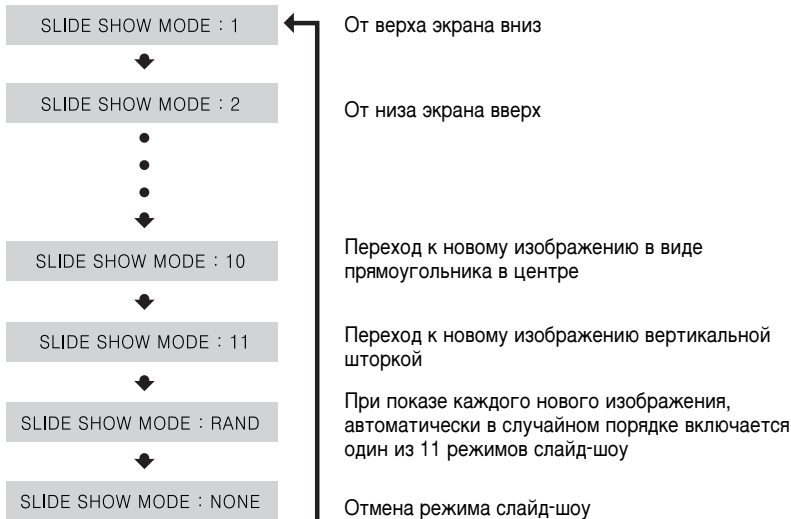 SLIDE SHOW MODE : 1
От верха экрана вниз
SLIDE SHOW MODE : 2
От низа экрана вверх
SLIDE SHOW MODE : 10
Переход к новому изображению в виде
прямоугольника в центре
SLIDE SHOW MODE : 11
Переход к новому изображению вертикальной
шторкой
SLIDE SHOW MODE : RAND
При показе каждого нового изображения,
автоматически в случайном порядке включается
один из 11 режимов слайд-шоу
SLIDE SHOW MODE : NONE
Отмена режима слайд-шоу